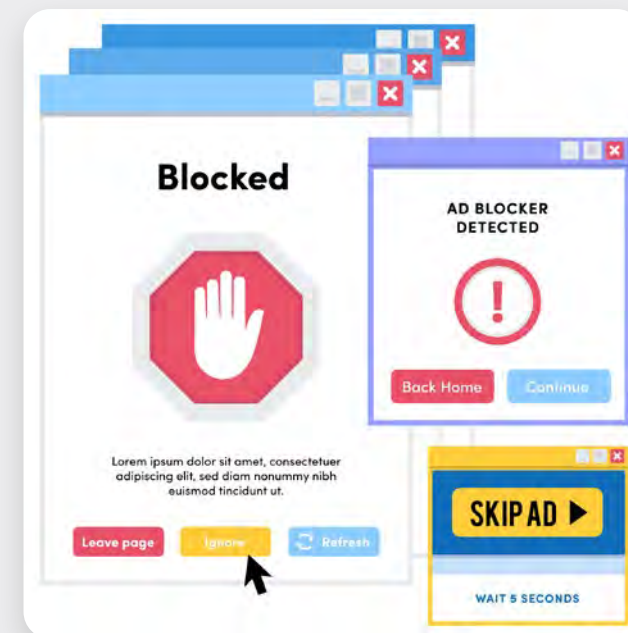 Blocked
Lorem ipsum dolor sit amet, consectetuer
adipiscing elit, sed diam nonummy nibh
euismod tincidunt ut.
Leave page
Ignore
Refresh
AD BLOCKER
DETECTED
!
Back Home
Continue
SKIP AD
WAIT 5 SECONDS